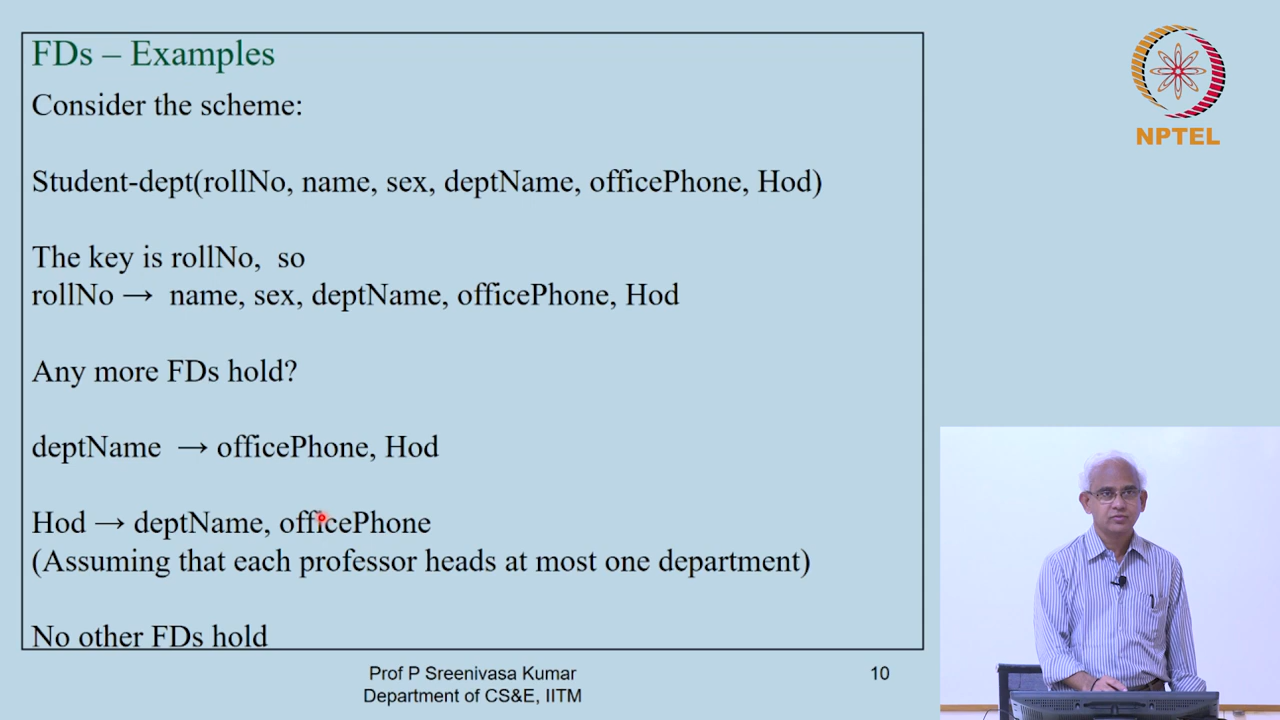 FDs – Examples
Consider the scheme:
Student-dept(rollNo, name, sex, deptName, officePhone, Hod)
The key is rollNo, so
rollNo → name, sex, deptName, officePhone, Hod
Any more FDs hold?
deptName → officePhone, Hod
Hod → deptName, officePhone
(Assuming that each professor heads at most one department)
No other FDs hold
Prof P Sreenivasa Kumar
Department of CS&E, IITM
10
NPTEL